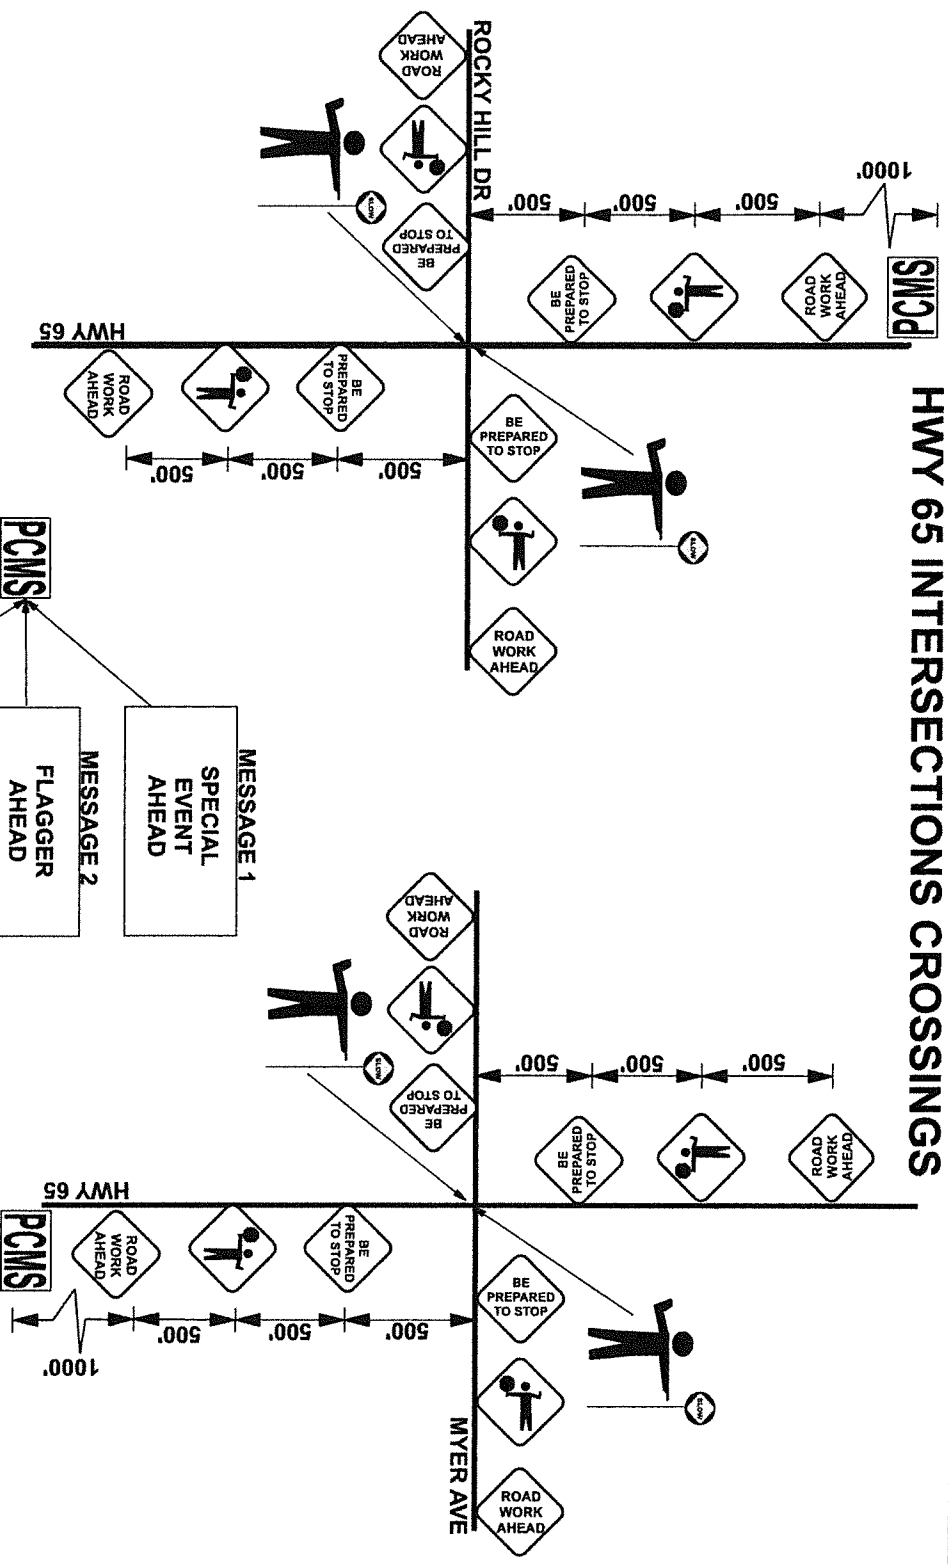 HWY 65 INTERSECTIONS CROSSINGS
ROCKY HILL DR
HWY 65
PCMS
1000'
500'
500'
500'
ROAD
WORK
AHEAD
BE
PREPARED
TO STOP
ROAD
WORK
AHEAD
BE
PREPARED
TO STOP
SLOW
BE
PREPARED
TO STOP
ROAD
WORK
AHEAD
SLOW
BE
PREPARED
TO STOP
ROAD
WORK
AHEAD
500'
500'
500'
PCMS
MESSAGE 1
SPECIAL
EVENT
AHEAD
MESSAGE 2
FLAGGER
AHEAD
MYER AVE
HWY 65
500'
500'
500'
ROAD
WORK
AHEAD
BE
PREPARED
TO STOP
ROAD
WORK
AHEAD
BE
PREPARED
TO STOP
SLOW
BE
PREPARED
TO STOP
ROAD
WORK
AHEAD
SLOW
BE
PREPARED
TO STOP
ROAD
WORK
AHEAD
PCMS
500'
500'
500'
1000'